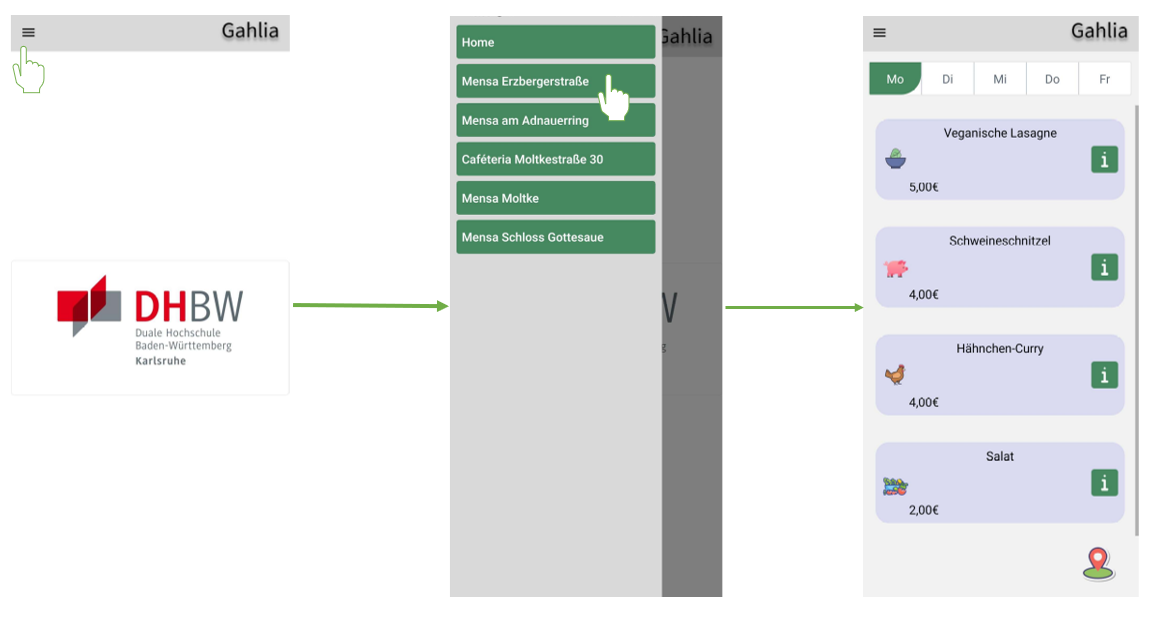 Gahlia
DHBW
Duale Hochschule
Baden-Württemberg
Karlsruhe
Gahlia
Home
Mensa Erzbergerstraße
Mensa am Adnauerring
Caféteria Moltkestraße 30
Mensa Moltke
Mensa Schloss Gottesaue
W
g
Gahlia
Mo Di Mi Do Fr
Veganische Lasagne
i
5,00€
Schweineschnitzel
i
4,00€
Hähnchen-Curry
i
4,00€
Salat
i
2,00€